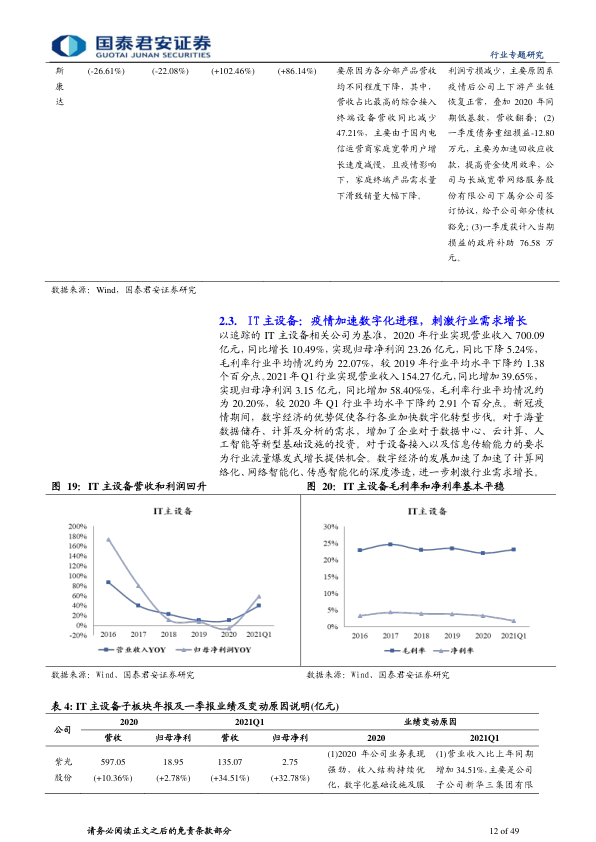 国泰君安证券
GUOTAI JUNAN SECURITIES
行业专题研究
斯康达 (-26.61%) (-22.08%) (+102.46%) (+86.14%)
要原因为各分部产品营收
均不同程度下降，其中，
营收占比最高的综合接入
终端设备营收同比减少
47.21%，主要由于国内电
信运营商家庭宽带用户增
长速度减慢，且疫情影响
下，家庭终端产品需求量
下滑致销量大幅下降。
利润亏损减少，主要原因系
疫情后公司上下游产业链
恢复正常，叠加 2020 年同
期低基数，营收翻番；(2)
一季度债务重组损益-12.80
万元，主要为加速回收应收
款，提高资金使用效率，公
司与长城宽带网络服务股
份有限公司下属分公司签
订协议，给予公司部分债权
豁免；(3)一季度获计入当期
损益的政府补助 76.58 万
元。
数据来源：Wind，国泰君安证券研究
2.3. IT 主设备：疫情加速数字化进程，刺激行业需求增长
以追踪的 IT 主设备相关公司为基准，2020 年行业实现营业收入 700.09
亿元，同比增长 10.49%，实现归母净利润 23.26 亿元，同比下降 5.24%，
毛利率行业平均情况约为 22.07%，较 2019 年行业平均水平下降约 1.38
个百分点。2021 年 Q1 行业实现营业收入 154.27 亿元，同比增加 39.65%，
实现归母净利润 3.15 亿元，同比增加 58.40%%，毛利率行业平均情况约
为 20.20%，较 2020 年 Q1 行业平均水平下降约 2.91 个百分点。新冠疫
情期间，数字经济的优势促使各行各业加快数字化转型步伐。对于海量
数据储存、计算及分析的需求，增加了企业对于数据中心、云计算、人
工智能等新型基础设施的投资。对于设备接入以及信息传输能力的要求
为行业流量爆发式增长提供机会。数字经济的发展加速了加速了计算网
络化、网络智能化、传感智能化的深度渗透，进一步刺激行业需求增长。
图 19：IT 主设备营收和利润回升
IT主设备
200%
180%
160%
140%
120%
100%
80%
60%
40%
20%
0%
-20%
2016 2017 2018 2019 2020 2021Q1
营业收入YOY 归母净利润YOY
数据来源：Wind、国泰君安证券研究
图 20：IT 主设备毛利率和净利率基本平稳
IT主设备
30%
25%
20%
15%
10%
5%
0%
2016 2017 2018 2019 2020 2021Q1
毛利率 净利率
数据来源：Wind、国泰君安证券研究
表 4: IT 主设备子板块年报及一季报业绩及变动原因说明(亿元)
公司 2020 2021Q1 业绩变动原因
营收 归母净利 营收 归母净利 2020 2021Q1
紫光股份 597.05 18.95 135.07 2.75
(+10.36%) (+2.78%) (+34.51%) (+32.78%)
(1)2020 年公司业务表现
强劲，收入结构持续优
化，数字化基础设施及服
(1)营业收入比上年同期
增加 34.51%，主要是公司
子公司新华三集团有限
请务必阅读正文之后的免责条款部分
12 of 49